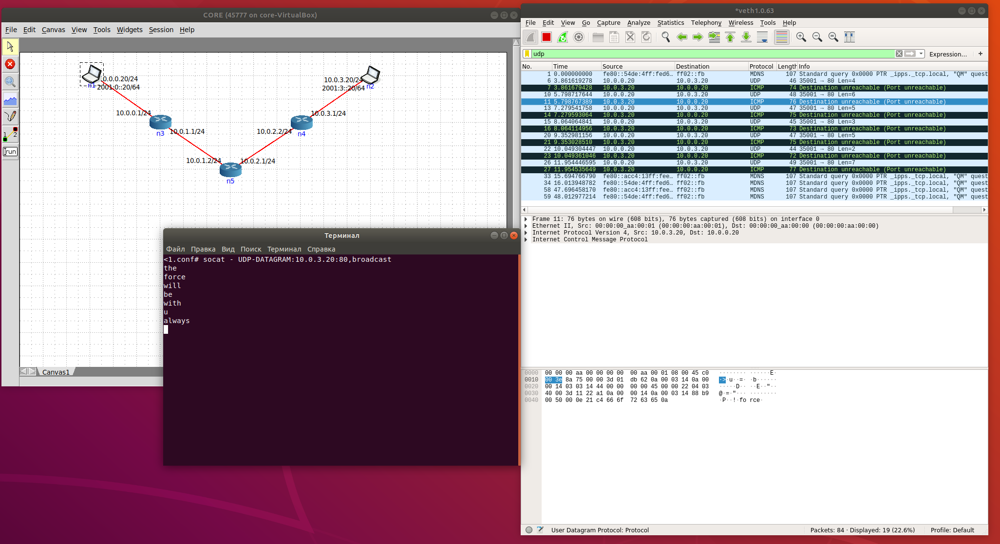 CORE (45777 on core-VirtualBox)
File Edit Canvas View Tools Widgets Session Help
0.0.0.20/24
2001:0::20/64
n1
10.0.3.20/24
2001:3::20/64
n2
10.0.0.1/24
n3
10.0.1.1/24
10.0.3.1/24
10.0.2.2/24
n4
10.0.1.2/24
10.0.2.1/24
n5
1 2
run
Canvas1
Терминал
Файл Правка Вид Поиск Терминал Справка
<1.conf# socat - UDP-DATAGRAM:10.0.3.20:80,broadcast
the
force
will
be
with
u
always
*veth1.0.63
File Edit View Go Capture Analyze Statistics Telephony Wireless Tools Help
udp
Expression… +
No. Time Source Destination Protocol Length Info
1 0.000000000 fe80::54de:4ff:fed6… ff02::fb MDNS 107 Standard query 0x0000 PTR _ipps._tcp.local, "QM" quest
6 3.861619278 10.0.0.20 10.0.3.20 UDP 46 35001 → 80 Len=4
7 3.861679428 10.0.3.20 10.0.0.20 ICMP 74 Destination unreachable (Port unreachable)
10 5.798717644 10.0.0.20 10.0.3.20 UDP 48 35001 → 80 Len=6
11 5.798767389 10.0.3.20 10.0.0.20 ICMP 76 Destination unreachable (Port unreachable)
13 7.279541758 10.0.0.20 10.0.3.20 UDP 47 35001 → 80 Len=5
14 7.279593064 10.0.3.20 10.0.0.20 ICMP 75 Destination unreachable (Port unreachable)
15 8.064064841 10.0.0.20 10.0.3.20 UDP 45 35001 → 80 Len=3
16 8.064114956 10.0.3.20 10.0.0.20 ICMP 73 Destination unreachable (Port unreachable)
20 9.352981156 10.0.0.20 10.0.3.20 UDP 47 35001 → 80 Len=5
21 9.353028510 10.0.3.20 10.0.0.20 ICMP 75 Destination unreachable (Port unreachable)
22 10.049304447 10.0.0.20 10.0.3.20 UDP 44 35001 → 80 Len=2
23 10.049361046 10.0.3.20 10.0.0.20 ICMP 72 Destination unreachable (Port unreachable)
26 11.954446595 10.0.0.20 10.0.3.20 UDP 49 35001 → 80 Len=7
27 11.954535649 10.0.3.20 10.0.0.20 ICMP 77 Destination unreachable (Port unreachable)
33 15.694766790 fe80::acc4:13ff:fee… ff02::fb MDNS 107 Standard query 0x0000 PTR _ipps._tcp.local, "QM" quest
34 16.013948782 fe80::54de:4ff:fed6… ff02::fb MDNS 107 Standard query 0x0000 PTR _ipps._tcp.local, "QM" quest
58 47.696458170 fe80::acc4:13ff:fee… ff02::fb MDNS 107 Standard query 0x0000 PTR _ipps._tcp.local, "QM" quest
59 48.012977214 fe80::54de:4ff:fed6… ff02::fb MDNS 107 Standard query 0x0000 PTR _ipps._tcp.local, "QM" quest
Frame 11: 76 bytes on wire (608 bits), 76 bytes captured (608 bits) on interface 0
Ethernet II, Src: 00:00:00_aa:00:01 (00:00:00:aa:00:01), Dst: 00:00:00_aa:00:00 (00:00:00:aa:00:00)
Internet Protocol Version 4, Src: 10.0.3.20, Dst: 10.0.0.20
Internet Control Message Protocol
0000 00 00 00 aa 00 00 00 00 00 aa 00 01 08 00 45 c0 ········ ······E·
0010 00 3e 8a 75 00 00 3d 01 db 62 0a 00 03 14 0a 00 ·>·u··=· ·b······
0020 00 14 03 03 14 44 00 00 00 00 45 00 00 22 04 03 ·····D·· ··E··"··
0030 40 00 3d 11 22 a1 0a 00 00 14 0a 00 03 14 88 b9 @·=·"··· ········
0040 00 50 00 0e 21 c4 66 6f 72 63 65 0a ·P··!·fo rce·
User Datagram Protocol: Protocol
Packets: 84 · Displayed: 19 (22.6%)
Profile: Default